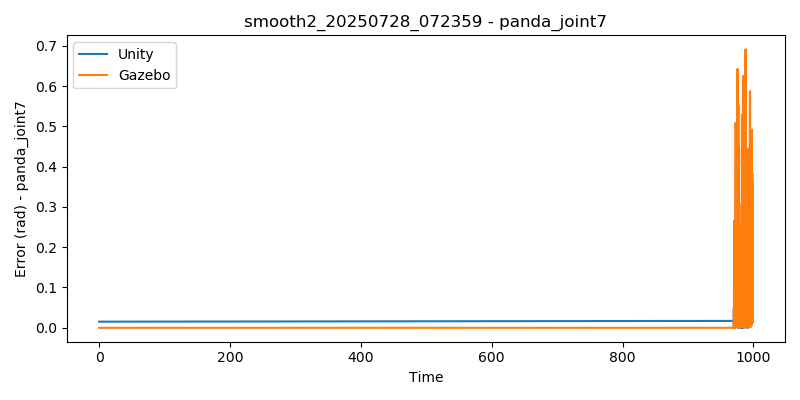 smooth2_20250728_072359 - panda_joint7
Unity
Gazebo
Error (rad) - panda_joint7
0.7
0.6
0.5
0.4
0.3
0.2
0.1
0.0
0 200 400 600 800 1000
Time